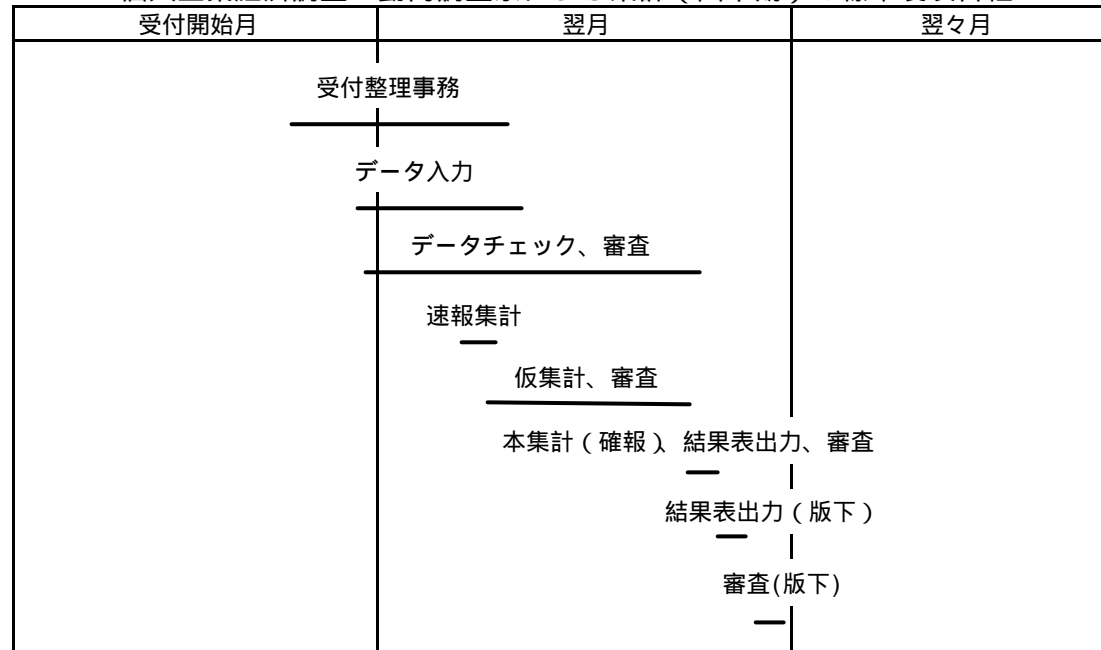 受付開始月 翌月 翌々月
受付整理事務
データ入力
データチェック、審査
速報集計
仮集計、審査
本集計(確報)、結果表出力、審査
結果表出力(版下)
審査(版下)